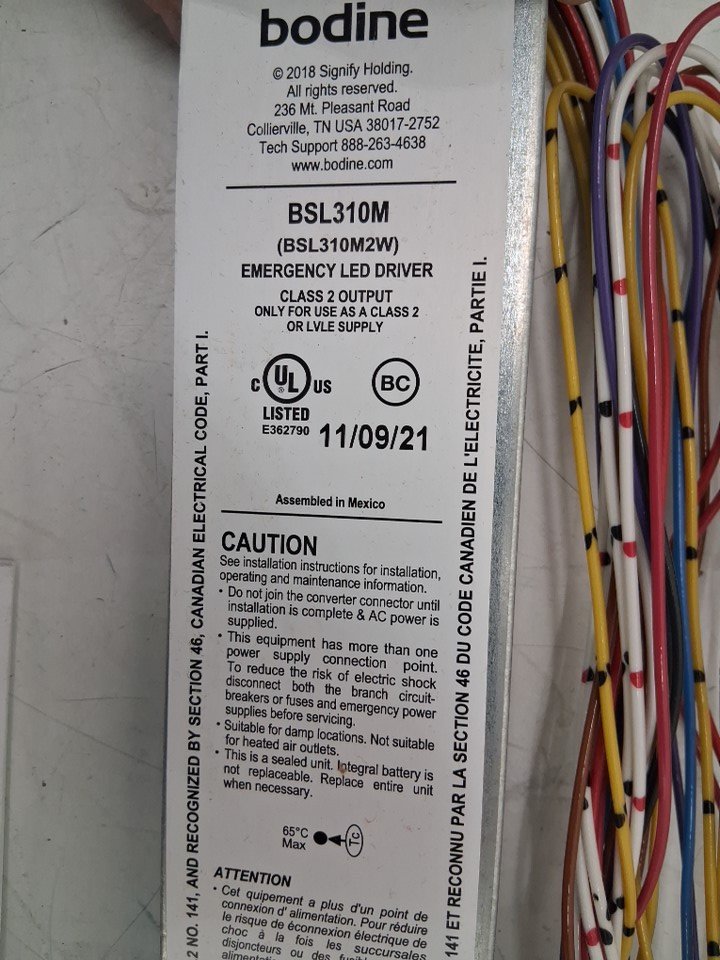 bodine
© 2018 Signify Holding.
All rights reserved.
236 Mt. Pleasant Road
Collierville, TN USA 38017-2752
Tech Support 888-263-4638
www.bodine.com
BSL310M
(BSL310M2W)
EMERGENCY LED DRIVER
CLASS 2 OUTPUT
ONLY FOR USE AS A CLASS 2
OR LVLE SUPPLY
C UL US
LISTED
E362790
BC
11/09/21
Assembled in Mexico
CAUTION
See installation instructions for installation,
operating and maintenance information.
• Do not join the converter connector until
installation is complete & AC power is
supplied.
• This equipment has more than one
power supply connection point.
To reduce the risk of electric shock
disconnect both the branch circuit-
breakers or fuses and emergency power
supplies before servicing.
• Suitable for damp locations. Not suitable
for heated air outlets.
• This is a sealed unit. Integral battery is
not replaceable. Replace entire unit
when necessary.
65°C
Max
Tc
ATTENTION
• Cet quipement a plus d'un point de
connexion d' alimentation. Pour réduire
le risque de éconnexion électrique de
choc à la fois les succursales
disjoncteurs ou des
2 NO. 141, AND RECOGNIZED BY SECTION 46, CANADIAN ELECTRICAL CODE, PART I.
141 ET RECONNU PAR LA SECTION 46 DU CODE CANADIEN DE L'ELECTRICITE, PARTIE I.